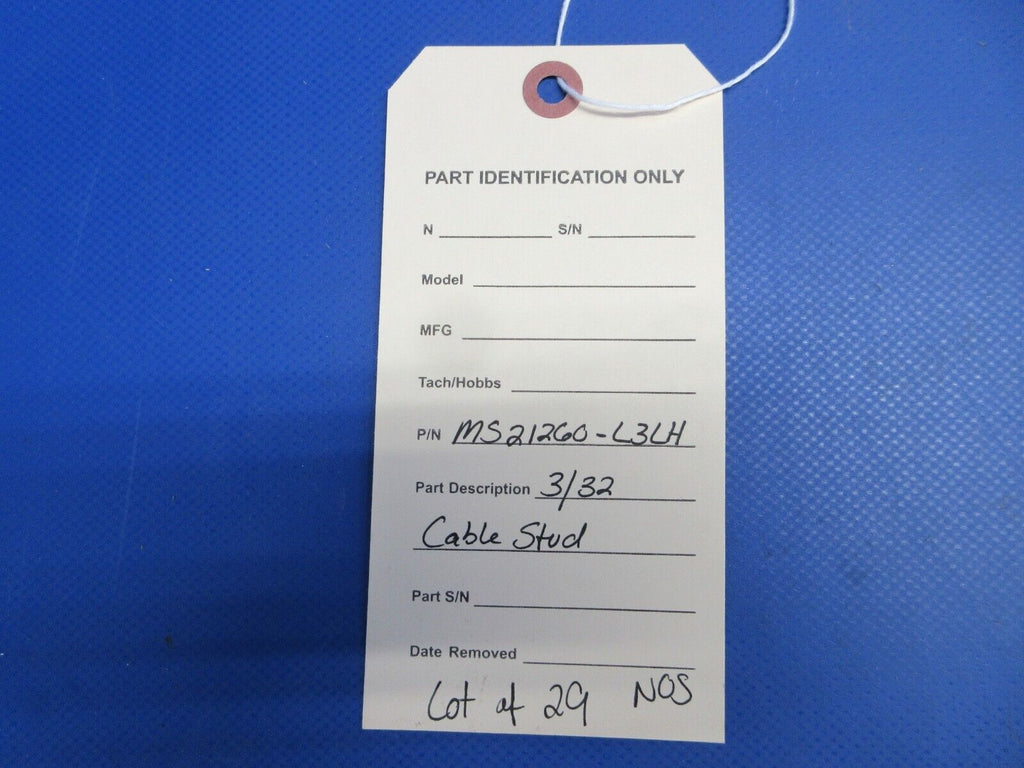 PART IDENTIFICATION ONLY
N S/N
Model
MFG
Tach/Hobbs
P/N MS21260-L3LH
Part Description 3/32
Cable Stud
Part S/N
Date Removed
Lot of 29 NOS